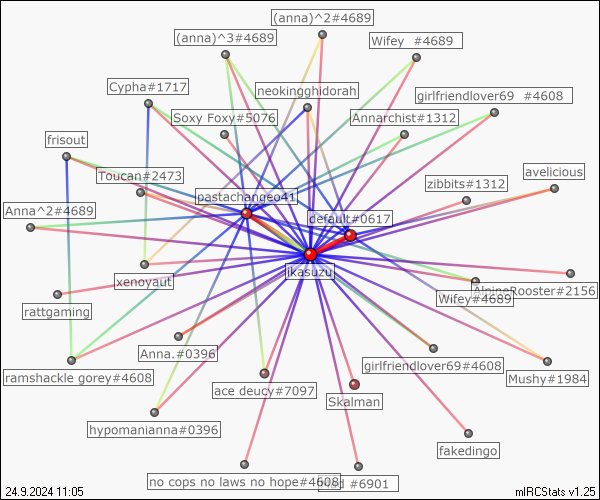 (anna)^2#4689
(anna)^3#4689
Wifey  #4689
Cypha#1717
neokingghidorah
girlfriendlover69  #4608
Soxy Foxy#5076
Annarchist#1312
frisout
Toucan#2473
avelicious
zibbits#1312
pastachangeo41
Anna^2#4689
default#0617
jikasuzu
xenoyaut
AlpineRooster#2156
Wifey#4689
rattgaming
Anna.#0396
ramshackle gorey#4608
girlfriendlover69#4608
Mushy#1984
ace deucy#7097
Skalman
hypomanianna#0396
fakedingo
no cops no laws no hope#4608
#6901
24.9.2024 11:05
mIRCStats v1.25